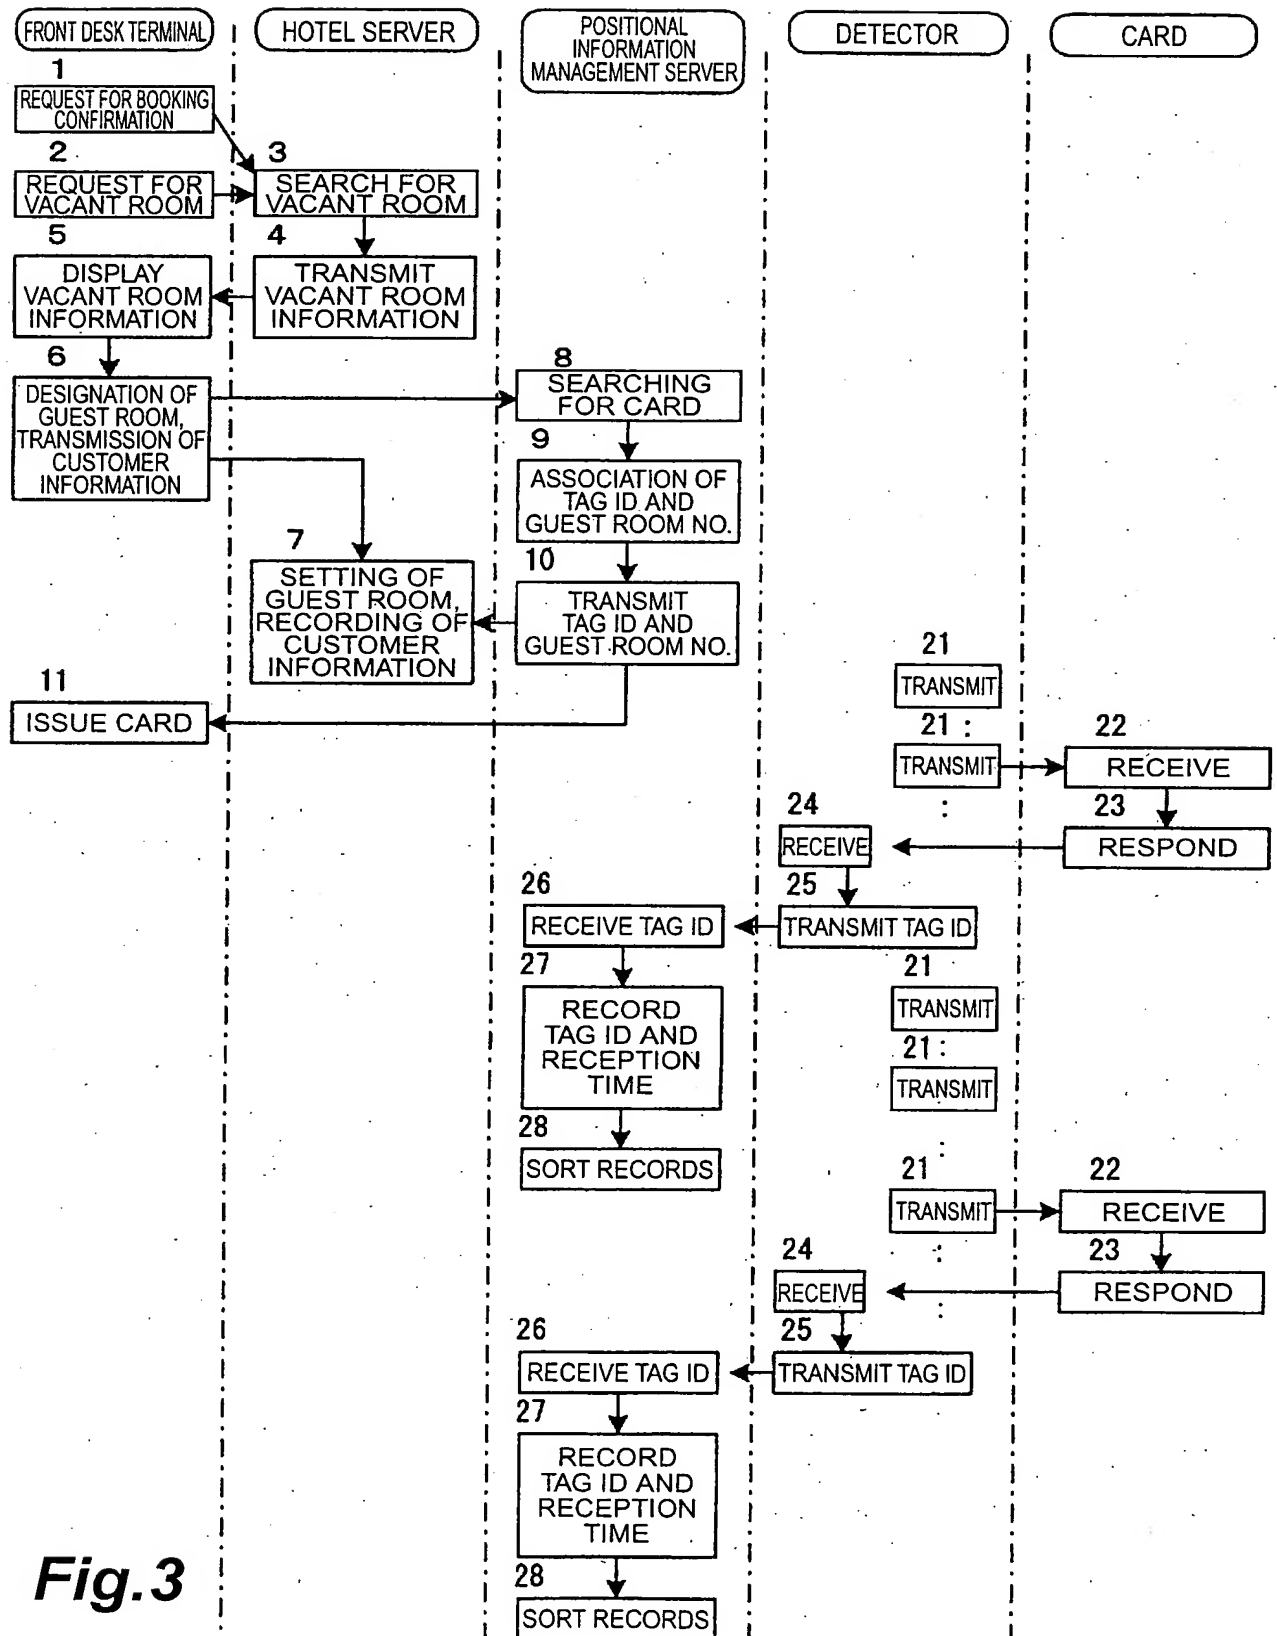 FRONT DESK TERMINAL
HOTEL SERVER
POSITIONAL
INFORMATION
MANAGEMENT SERVER
DETECTOR
CARD
1
REQUEST FOR BOOKING
CONFIRMATION
2
REQUEST FOR
VACANT ROOM
3
SEARCH FOR
VACANT ROOM
5
DISPLAY
VACANT ROOM
INFORMATION
4
TRANSMIT
VACANT ROOM
INFORMATION
6
DESIGNATION OF
GUEST ROOM,
TRANSMISSION OF
CUSTOMER
INFORMATION
8
SEARCHING
FOR CARD
9
ASSOCIATION OF
TAG ID AND
GUEST ROOM NO.
7
SETTING OF
GUEST ROOM,
RECORDING OF
CUSTOMER
INFORMATION
10
TRANSMIT
TAG ID AND
GUEST ROOM NO.
11
ISSUE CARD
21
TRANSMIT
21 :
TRANSMIT
:
22
RECEIVE
23
RESPOND
24
RECEIVE
25
TRANSMIT TAG ID
26
RECEIVE TAG ID
27
RECORD
TAG ID AND
RECEPTION
TIME
28
SORT RECORDS
21
TRANSMIT
21 :
TRANSMIT
:
21
TRANSMIT
:
22
RECEIVE
23
RESPOND
24
RECEIVE
:
25
TRANSMIT TAG ID
26
RECEIVE TAG ID
27
RECORD
TAG ID AND
RECEPTION
TIME
28
SORT RECORDS
Fig.3